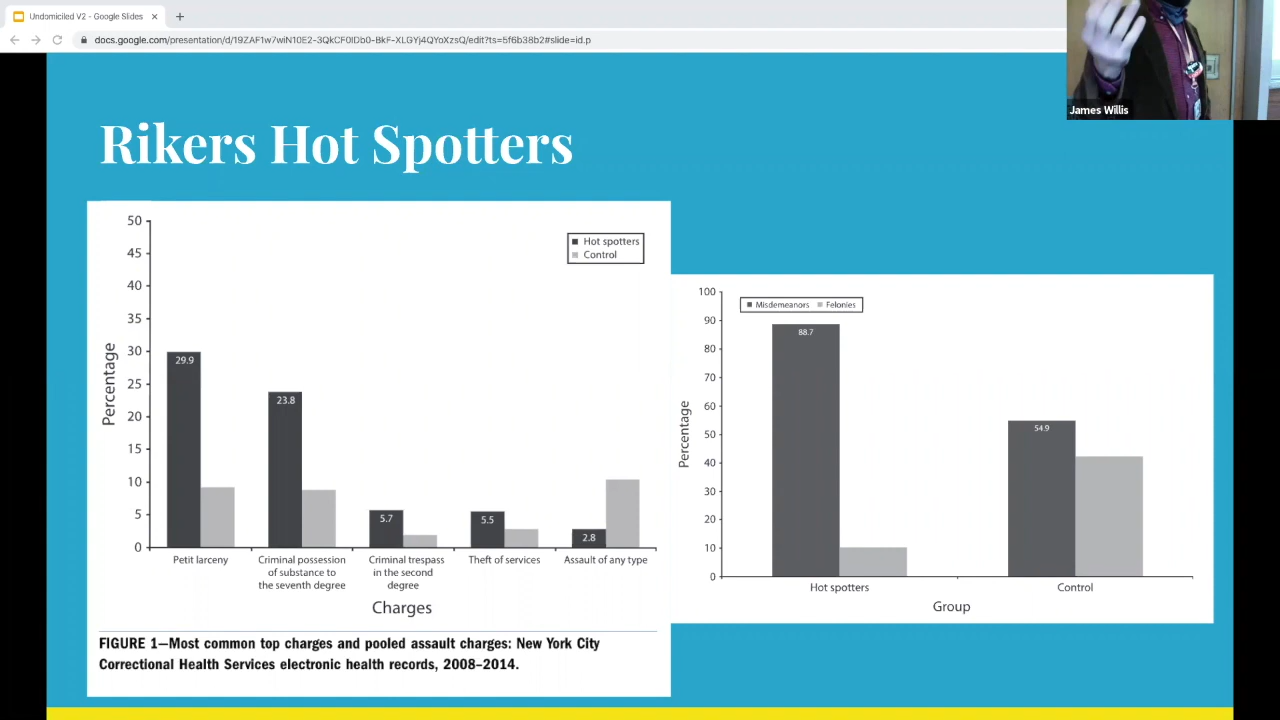 Undomiciled V2 - Google Slides
docs.google.com/presentation/d/19ZAF1w7wiN10E2-3QkCF0IDb0-BkF-XLGYj4QYoXzsQ/edit?ts=5f6b38b2#slide=id.p
James Willis
Rikers Hot Spotters
50
45
40
35
30
25
20
15
10
5
0
Percentage
Hot spotters
Control
29.9
23.8
5.7
5.5
2.8
Petit larceny
Criminal possession
of substance to
the seventh degree
Criminal trespass
in the second
degree
Theft of services
Assault of any type
Charges
FIGURE 1—Most common top charges and pooled assault charges: New York City
Correctional Health Services electronic health records, 2008–2014.
100
90
80
70
60
50
40
30
20
10
0
Percentage
Misdemeanors Felonies
88.7
54.9
Hot spotters
Control
Group